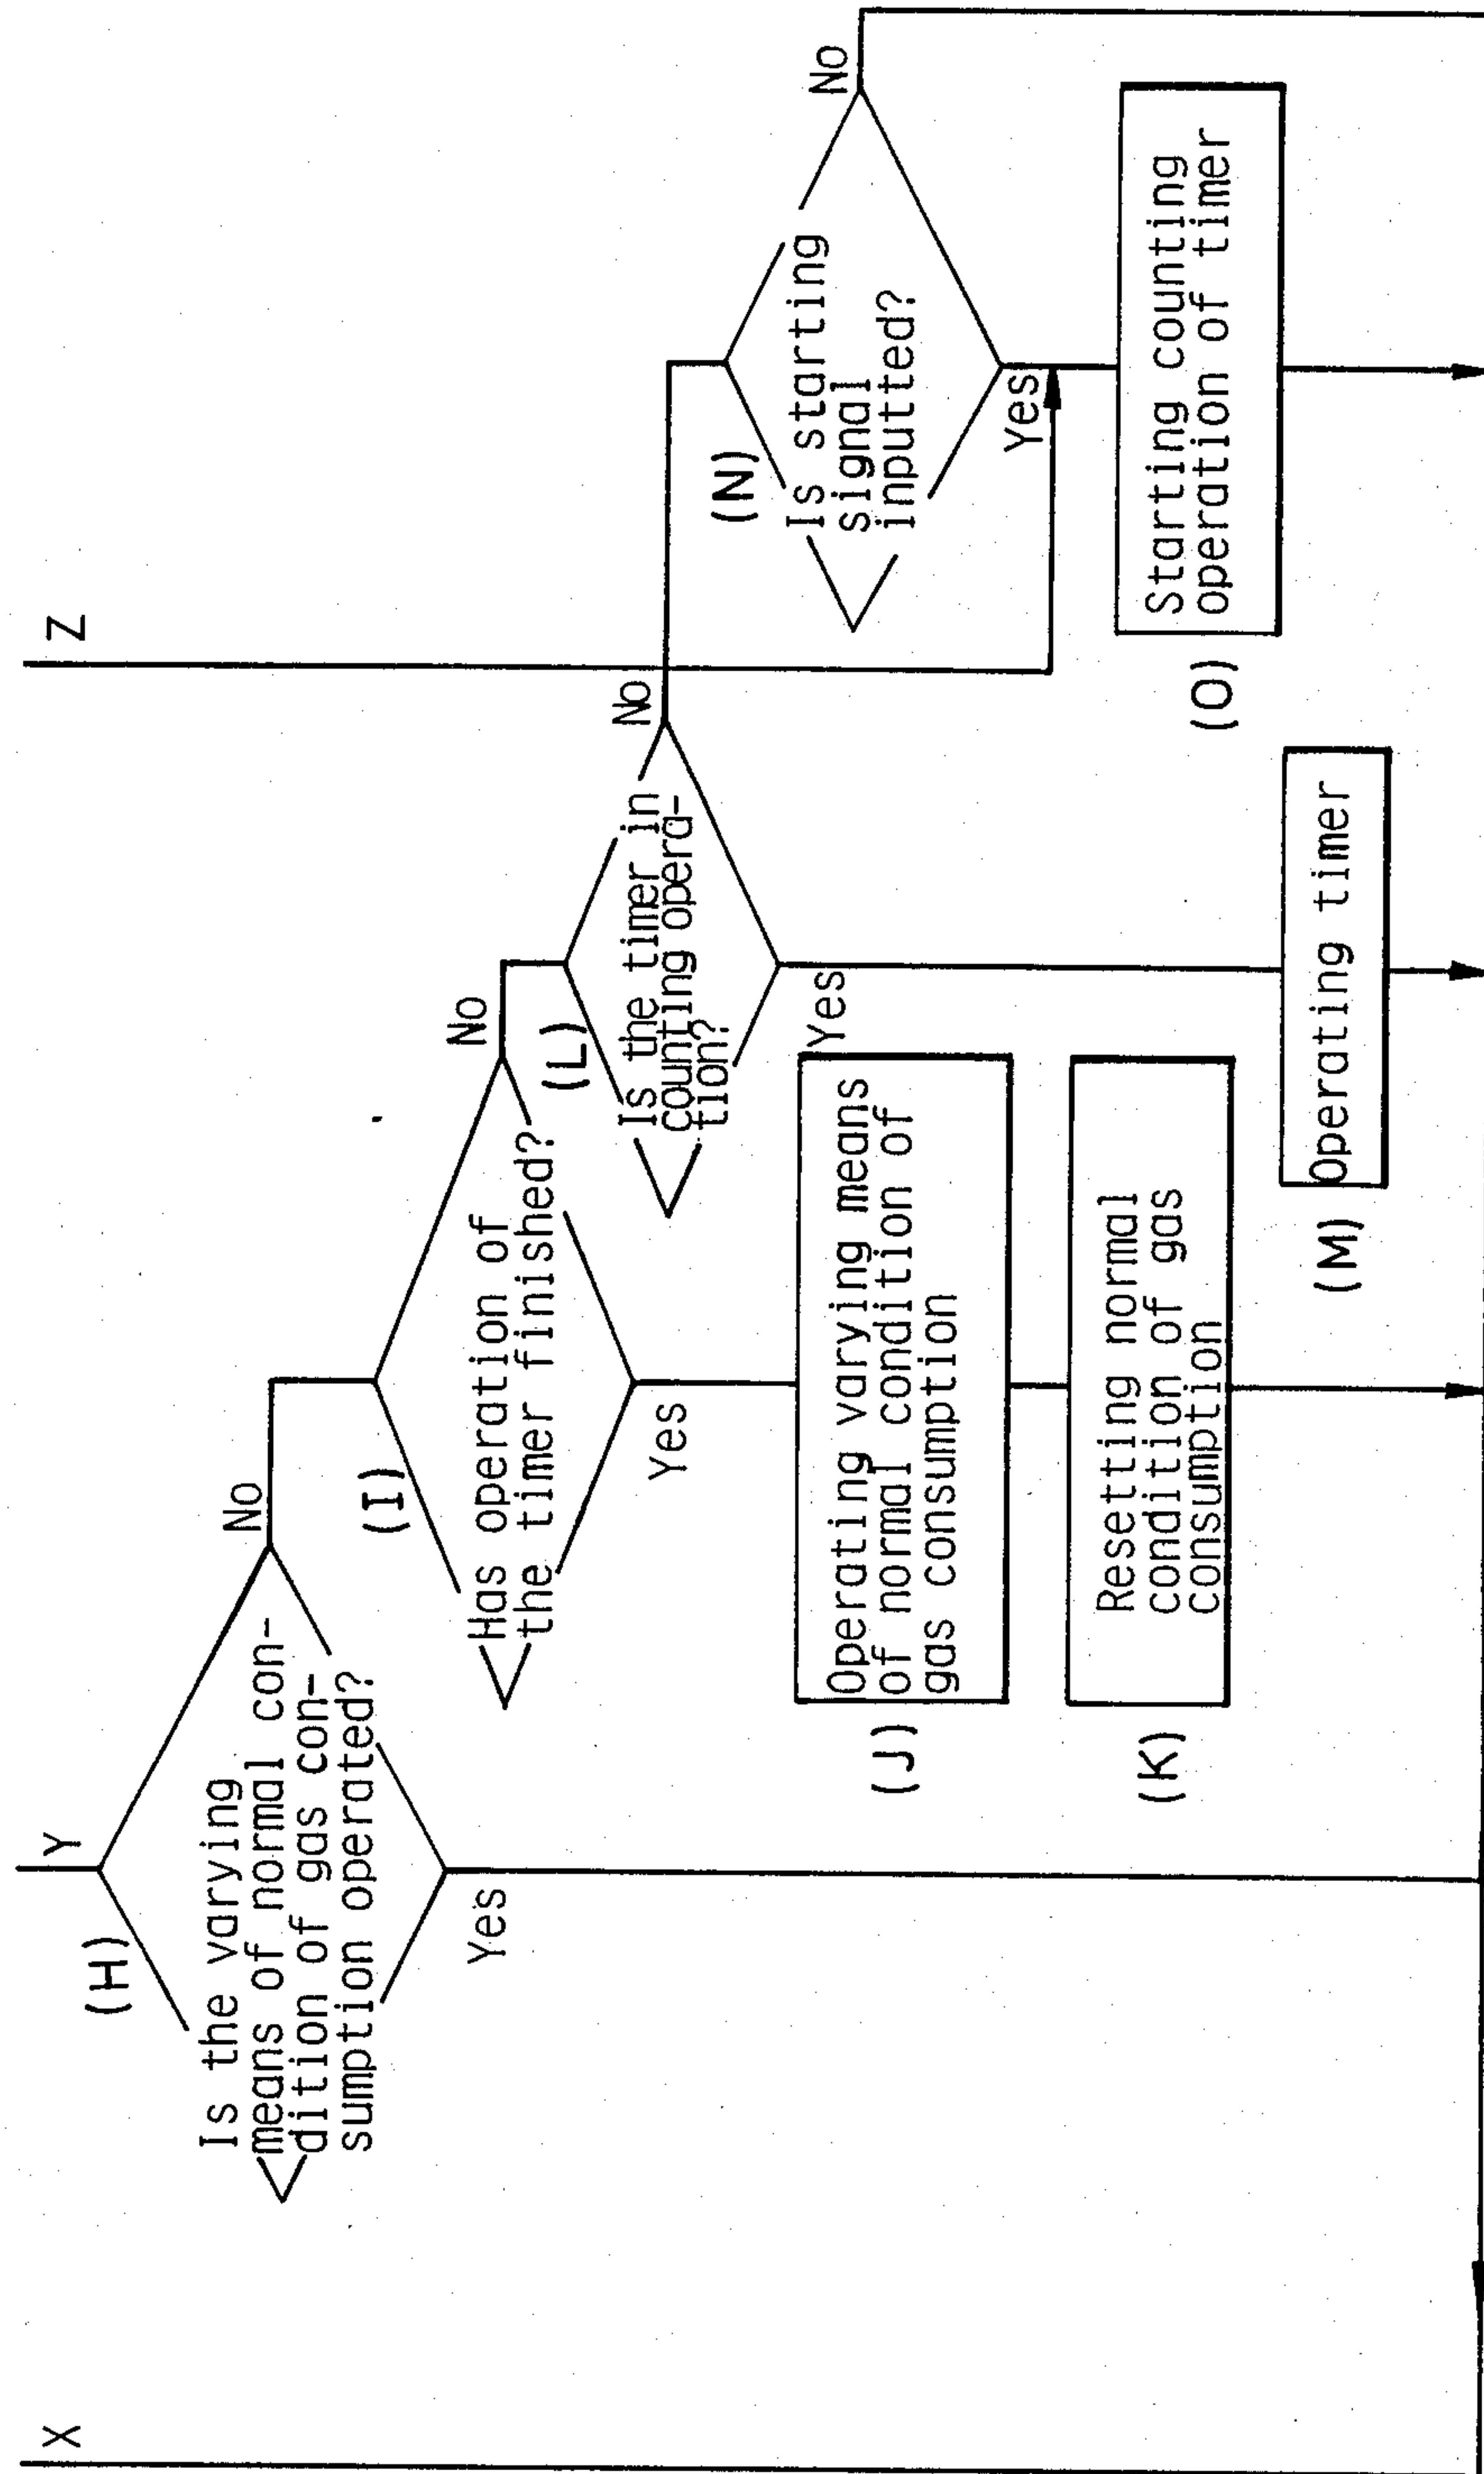 X
Y
Z
(H)
Is the varying
means of normal con-
dition of gas con-
sumption operated?
No
Yes
(I)
Has operation of
the timer finished?
No
Yes
(J)
Operating varying means
of normal condition of
gas consumption
(K)
Resetting normal
condition of gas
consumption
(L)
Is the timer in
counting opera-
tion?
No
Yes
(M)
Operating timer
(N)
Is starting
signal
inputted?
No
Yes
(O)
Starting counting
operation of timer